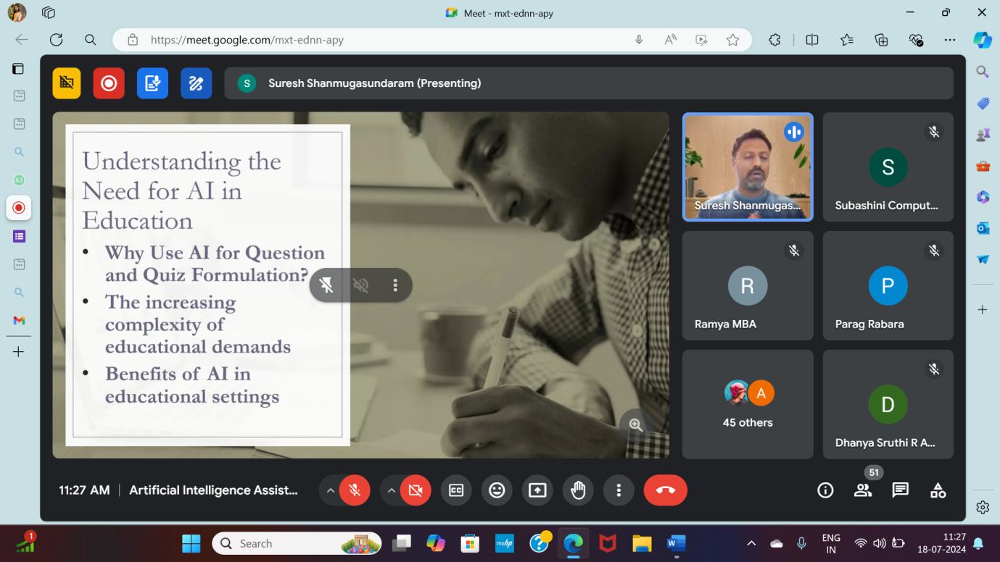 Meet - mxt-ednn-apy
https://meet.google.com/mxt-ednn-apy
S Suresh Shanmugasundaram (Presenting)
Understanding the
Need for AI in
Education
• Why Use AI for Question
and Quiz Formulation?
• The increasing
complexity of
educational demands
• Benefits of AI in
educational settings
Suresh Shanmugas...
S
Subashini Comput...
R
Ramya MBA
P
Parag Rabara
A
45 others
D
Dhanya Sruthi R A...
11:27 AM | Artificial Intelligence Assist...
CC
51
1
Search
myhp
W
ENG
IN
11:27
18-07-2024